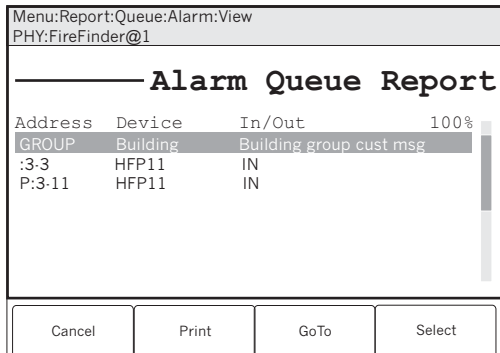 Menu:Report:Queue:Alarm:View
PHY:FireFinder@1
Alarm Queue Report
Address Device In/Out 100%
GROUP Building Building group cust msg
:3-3 HFP11 IN
P:3-11 HFP11 IN
Cancel Print GoTo Select